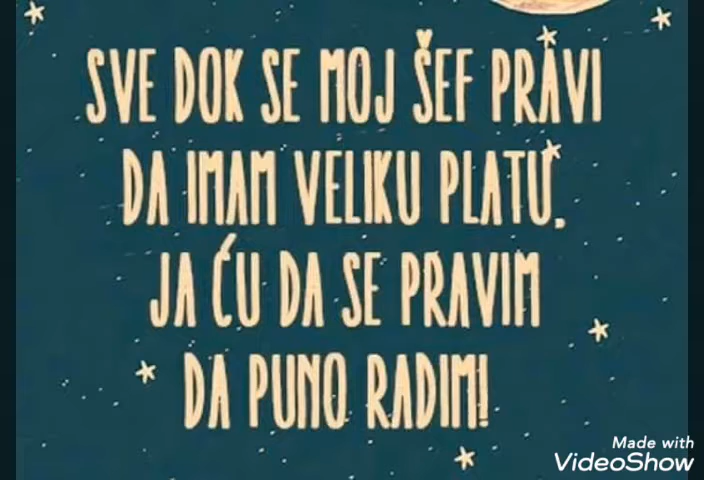 SVE DOK SE MOJ ŠEF PRAVI
DA IMAM VELIKU PLATU,
JA ĆU DA SE PRAVIM
DA PUNO RADIM!
Made with
VideoShow